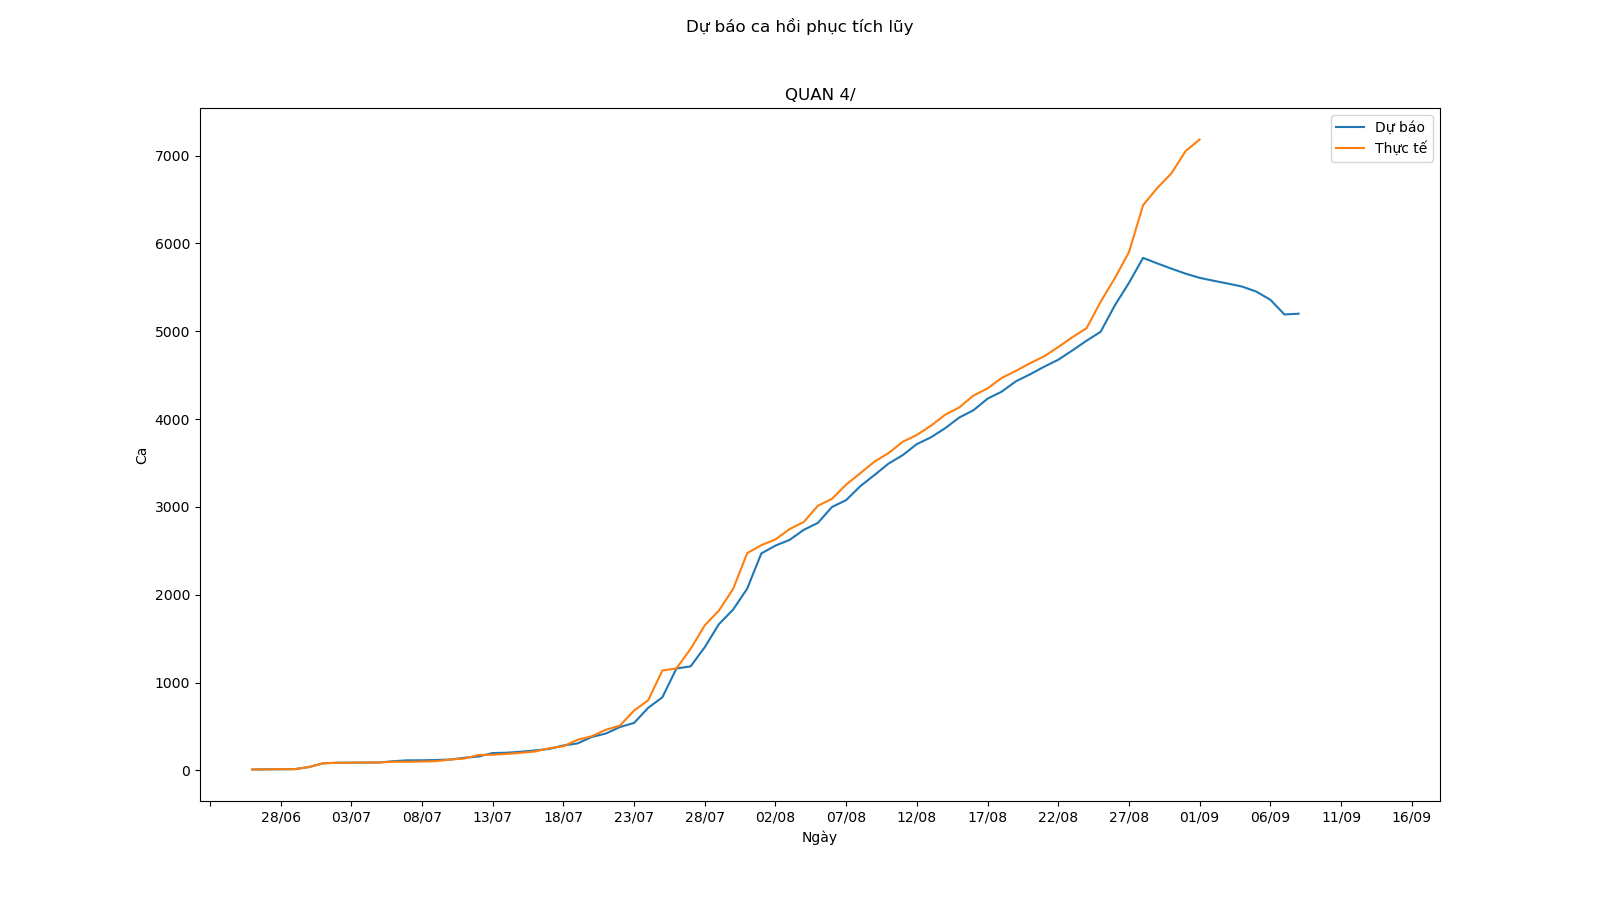 Dự báo ca hồi phục tích lũy
QUAN 4/
Dự báo
Thực tế
7000
6000
5000
4000
3000
2000
1000
0
Ca
28/06 03/07 08/07 13/07 18/07 23/07 28/07 02/08 07/08 12/08 17/08 22/08 27/08 01/09 06/09 11/09 16/09
Ngày